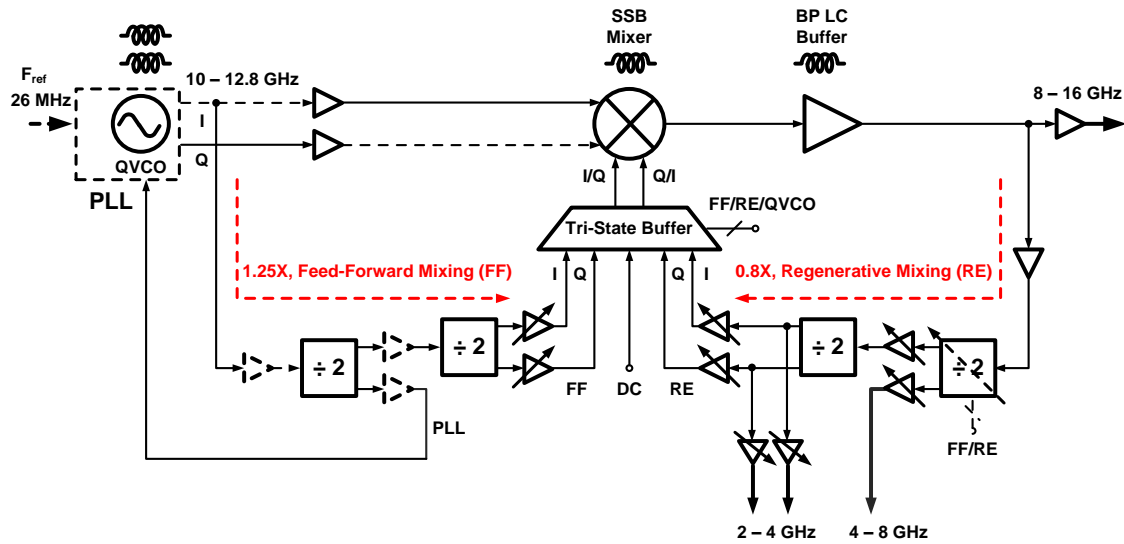 SSB
Mixer
BP LC
Buffer
Fref
26 MHz
10 – 12.8 GHz
8 – 16 GHz
I
QVCO
Q
PLL
I/Q
Q/I
FF/RE/QVCO
Tri-State Buffer
1.25X, Feed-Forward Mixing (FF)
0.8X, Regenerative Mixing (RE)
I
Q
Q
I
÷ 2
÷ 2
÷ 2
÷ 2
FF
DC
RE
PLL
FF/RE
2 – 4 GHz
4 – 8 GHz